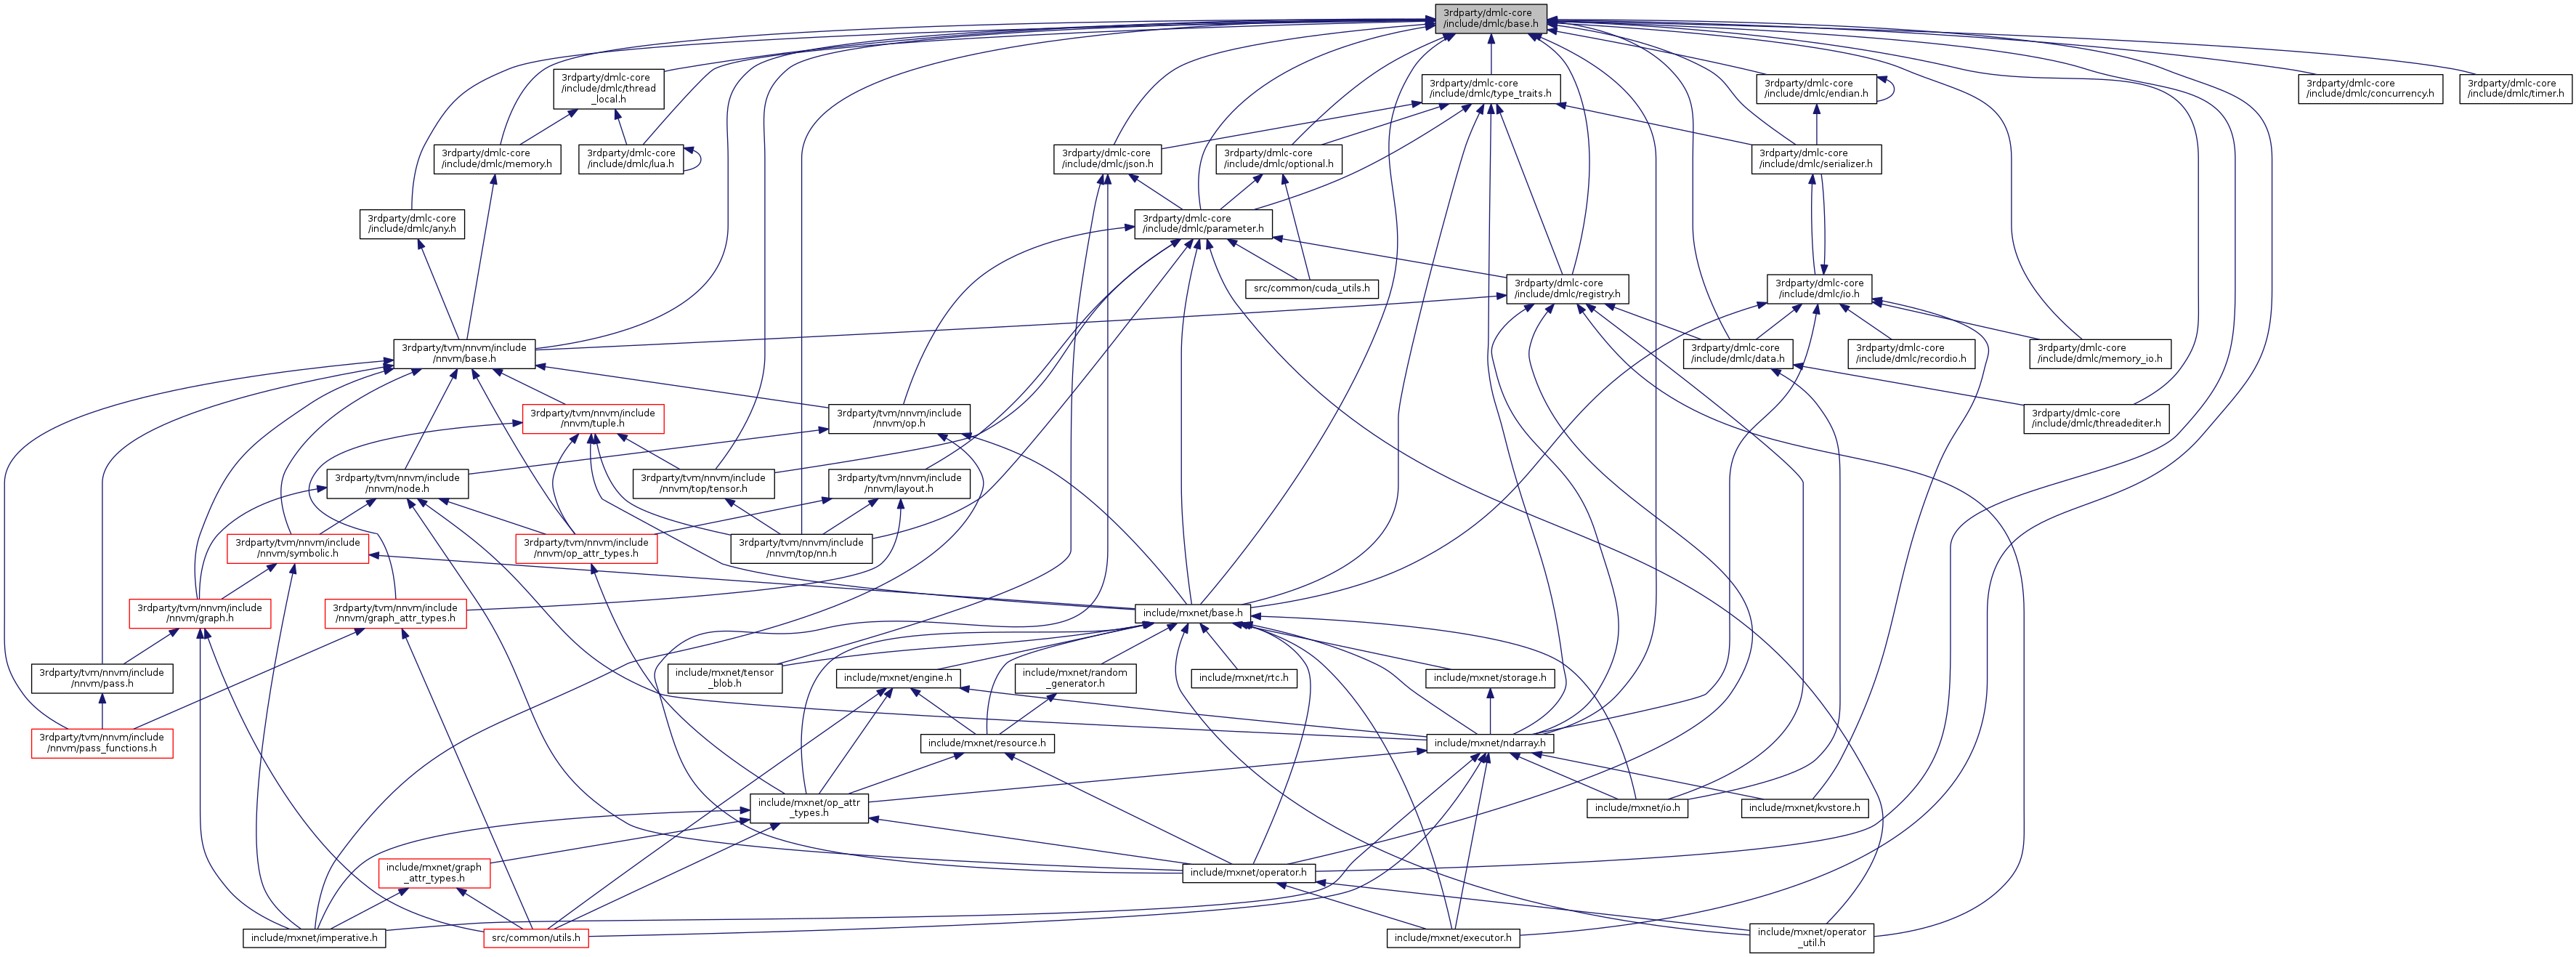 3rdparty/dmlc-core
/include/dmlc/base.h
3rdparty/dmlc-core
/include/dmlc/thread
_local.h
3rdparty/dmlc-core
/include/dmlc/type_traits.h
3rdparty/dmlc-core
/include/dmlc/endian.h
3rdparty/dmlc-core
/include/dmlc/concurrency.h
3rdparty/dmlc-core
/include/dmlc/timer.h
3rdparty/dmlc-core
/include/dmlc/memory.h
3rdparty/dmlc-core
/include/dmlc/lua.h
3rdparty/dmlc-core
/include/dmlc/json.h
3rdparty/dmlc-core
/include/dmlc/optional.h
3rdparty/dmlc-core
/include/dmlc/serializer.h
3rdparty/dmlc-core
/include/dmlc/any.h
3rdparty/dmlc-core
/include/dmlc/parameter.h
src/common/cuda_utils.h
3rdparty/dmlc-core
/include/dmlc/registry.h
3rdparty/dmlc-core
/include/dmlc/io.h
3rdparty/tvm/nnvm/include
/nnvm/base.h
3rdparty/dmlc-core
/include/dmlc/data.h
3rdparty/dmlc-core
/include/dmlc/recordio.h
3rdparty/dmlc-core
/include/dmlc/memory_io.h
3rdparty/tvm/nnvm/include
/nnvm/tuple.h
3rdparty/tvm/nnvm/include
/nnvm/op.h
3rdparty/dmlc-core
/include/dmlc/threadediter.h
3rdparty/tvm/nnvm/include
/nnvm/node.h
3rdparty/tvm/nnvm/include
/nnvm/top/tensor.h
3rdparty/tvm/nnvm/include
/nnvm/layout.h
3rdparty/tvm/nnvm/include
/nnvm/symbolic.h
3rdparty/tvm/nnvm/include
/nnvm/op_attr_types.h
3rdparty/tvm/nnvm/include
/nnvm/top/nn.h
3rdparty/tvm/nnvm/include
/nnvm/graph.h
3rdparty/tvm/nnvm/include
/nnvm/graph_attr_types.h
include/mxnet/base.h
3rdparty/tvm/nnvm/include
/nnvm/pass.h
include/mxnet/tensor
_blob.h
include/mxnet/engine.h
include/mxnet/random
_generator.h
include/mxnet/rtc.h
include/mxnet/storage.h
3rdparty/tvm/nnvm/include
/nnvm/pass_functions.h
include/mxnet/resource.h
include/mxnet/ndarray.h
include/mxnet/op_attr
_types.h
include/mxnet/io.h
include/mxnet/kvstore.h
include/mxnet/graph
_attr_types.h
include/mxnet/operator.h
include/mxnet/imperative.h
src/common/utils.h
include/mxnet/executor.h
include/mxnet/operator
_util.h